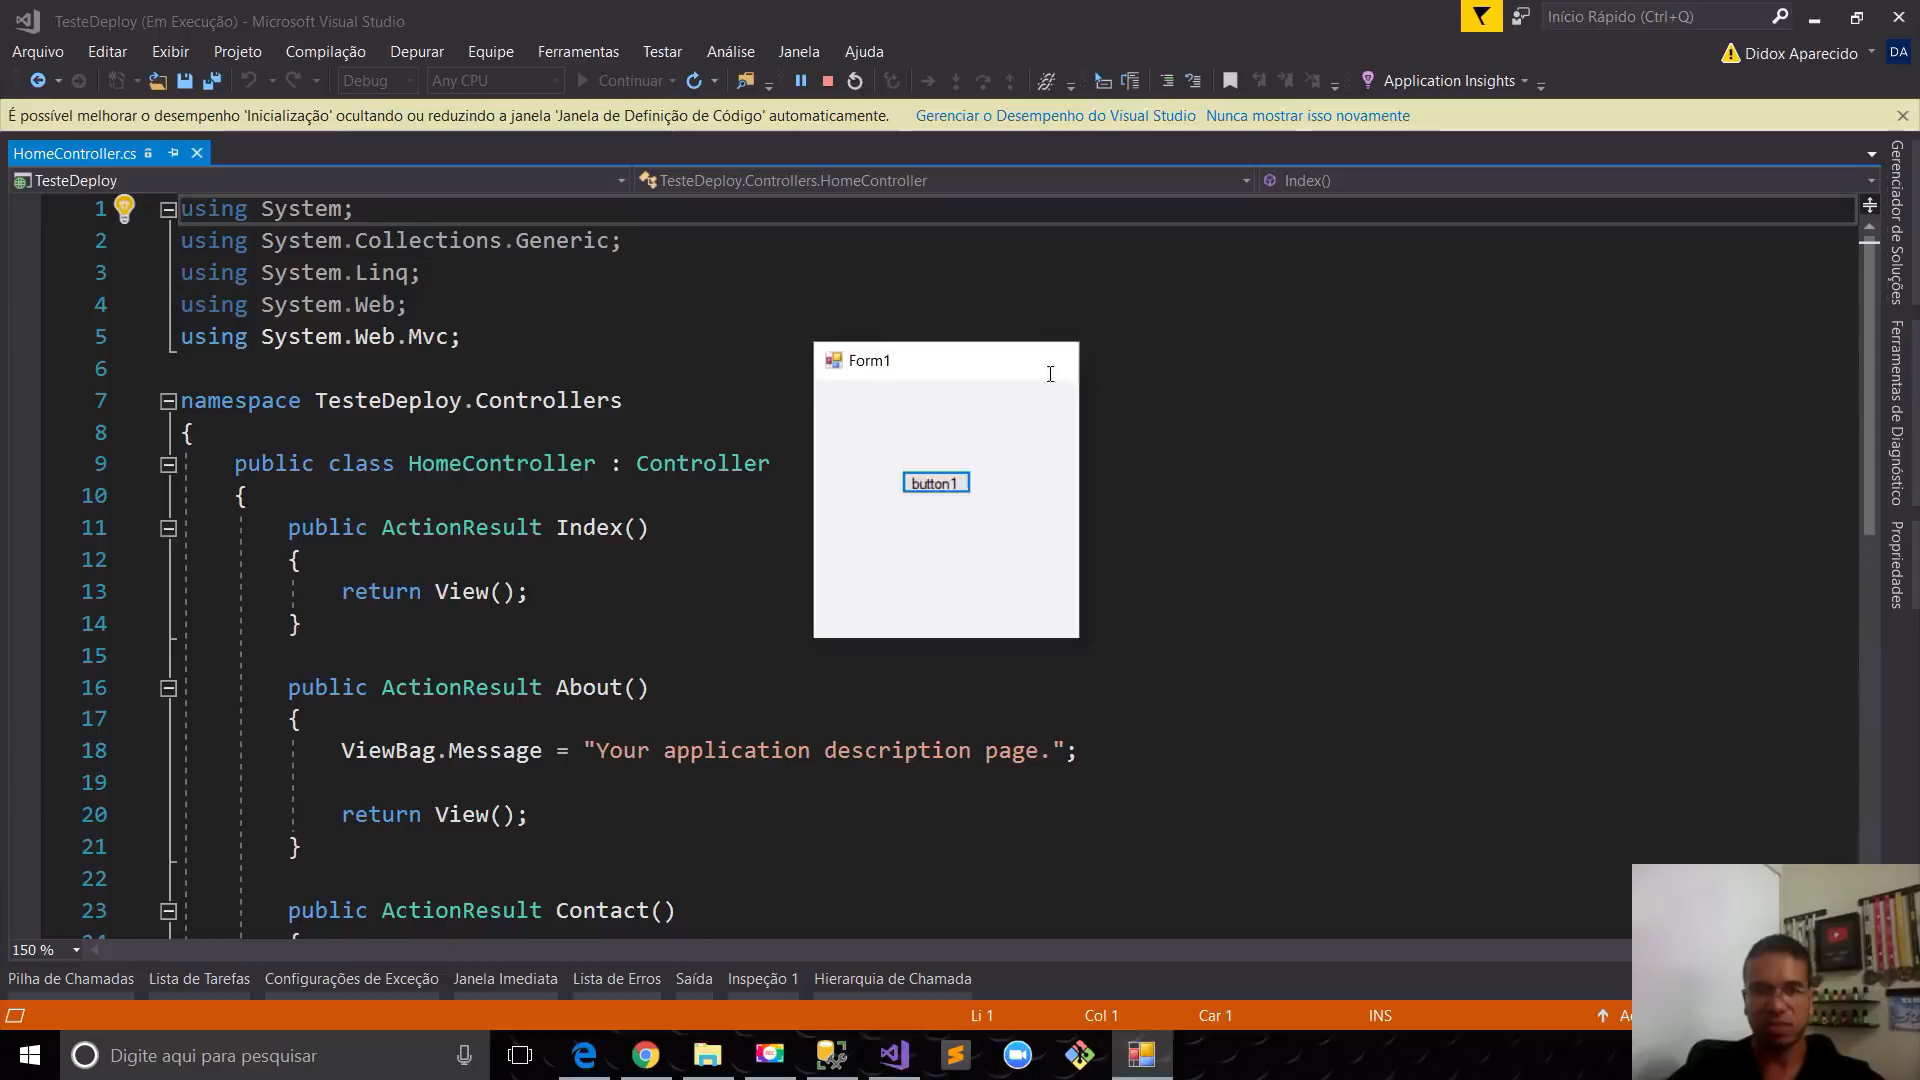 TesteDeploy (Em Execução) - Microsoft Visual Studio
Início Rápido (Ctrl+Q)
Arquivo Editar Exibir Projeto Compilação Depurar Equipe Ferramentas Testar Análise Janela Ajuda
Didox Aparecido DA
Debug Any CPU Continuar Application Insights
É possível melhorar o desempenho 'Inicialização' ocultando ou reduzindo a janela 'Janela de Definição de Código' automaticamente. Gerenciar o Desempenho do Visual Studio Nunca mostrar isso novamente
HomeController.cs
TesteDeploy TesteDeploy.Controllers.HomeController Index()
1 using System;
2 using System.Collections.Generic;
3 using System.Linq;
4 using System.Web;
5 using System.Web.Mvc;
6
7 namespace TesteDeploy.Controllers
8 {
9 public class HomeController : Controller
10 {
11 public ActionResult Index()
12 {
13 return View();
14 }
15
16 public ActionResult About()
17 {
18 ViewBag.Message = "Your application description page.";
19
20 return View();
21 }
22
23 public ActionResult Contact()
Form1
button1
Gerenciador de Soluções
Ferramentas de Diagnóstico
Propriedades
150 %
Pilha de Chamadas Lista de Tarefas Configurações de Exceção Janela Imediata Lista de Erros Saída Inspeção 1 Hierarquia de Chamada
Li 1 Col 1 Car 1 INS
Digite aqui para pesquisar